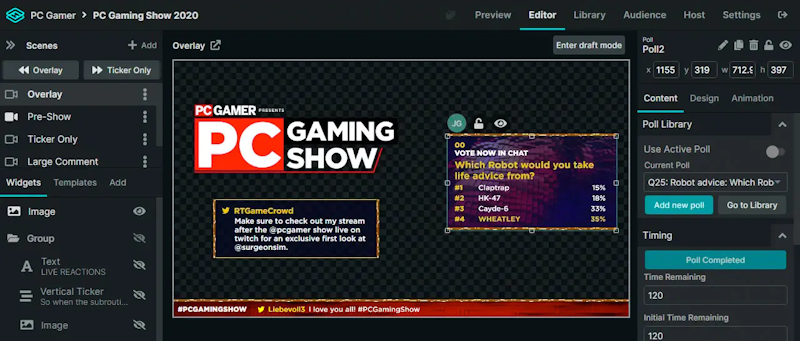 PC Gamer > PC Gaming Show 2020
Preview
Editor
Library
Audience
Host
Settings
Scenes
+ Add
Overlay
Ticker Only
Overlay
Pre-Show
Ticker Only
Large Comment
Widgets
Templates
Add
Image
Group
Text
LIVE REACTIONS
Vertical Ticker
So when the subrouti...
Image
Overlay
Enter draft mode
PC GAMER PRESENTS
PC GAMING
SHOW
RTGameCrowd
Make sure to check out my stream
after the @pcgamer show live on
twitch for an exclusive first look at
@surgeonsim.
JG
00
VOTE NOW IN CHAT
Which Robot would you take
life advice from?
#1 Claptrap 15%
#2 HK-47 18%
#3 Cayde-6 33%
#4 WHEATLEY 35%
#PCGAMINGSHOW
Liebevoll3 I love you all! #PCGamingShow
Poll
Poll2
x 1155 y 319 w 712.9 h 397
Content
Design
Animation
Poll Library
Use Active Poll
Current Poll
Q25: Robot advice: Which Rob
Add new poll
Go to Library
Timing
Poll Completed
Time Remaining
120
Initial Time Remaining
120